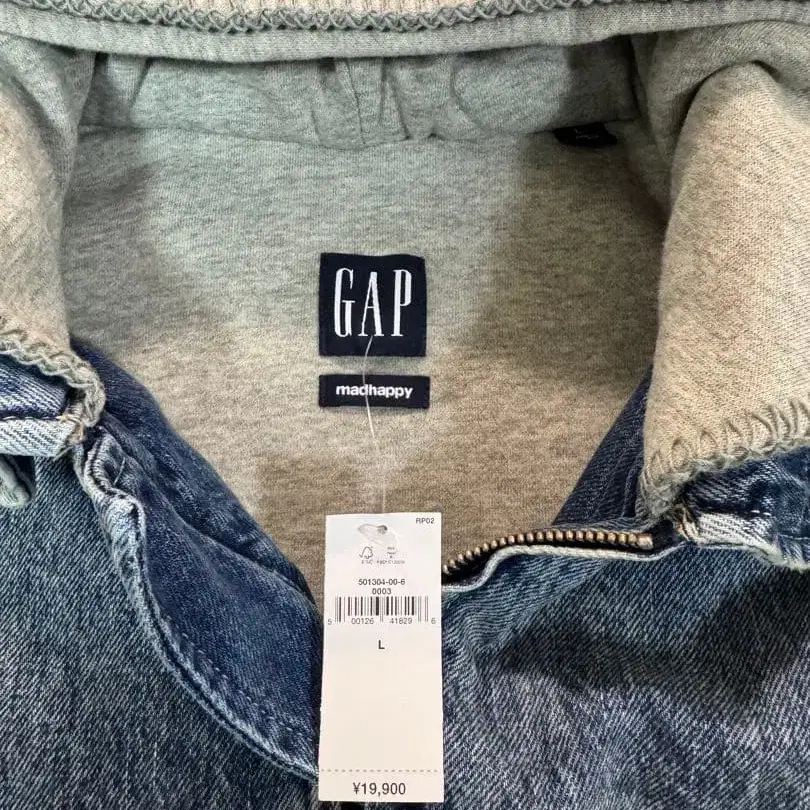 GAP
madhappy
RP02
501304-00-6
0003
5 00126 41829 6
L
¥19,900